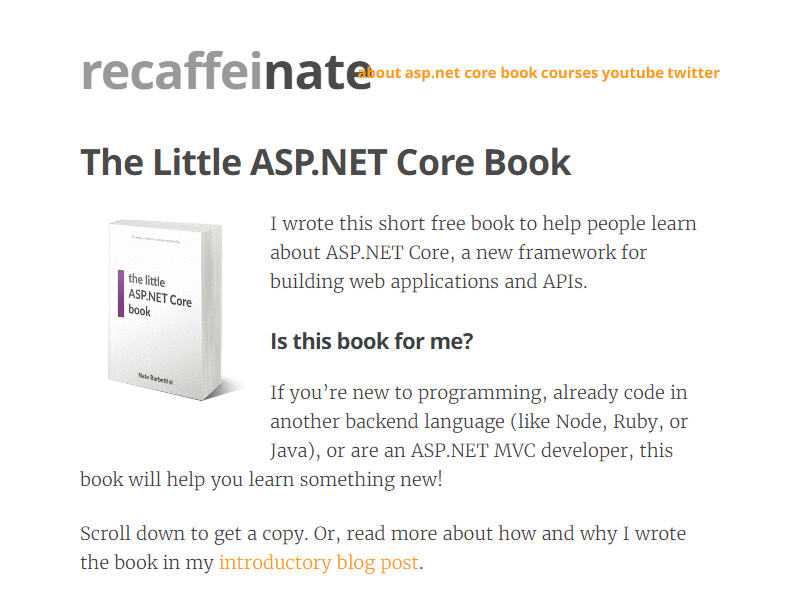 recaffeinate
about asp.net core book courses youtube twitter
The Little ASP.NET Core Book
the little
ASP.NET Core
book
Nate Barbettini
I wrote this short free book to help people learn
about ASP.NET Core, a new framework for
building web applications and APIs.
Is this book for me?
If you’re new to programming, already code in
another backend language (like Node, Ruby, or
Java), or are an ASP.NET MVC developer, this
book will help you learn something new!
Scroll down to get a copy. Or, read more about how and why I wrote
the book in my introductory blog post.